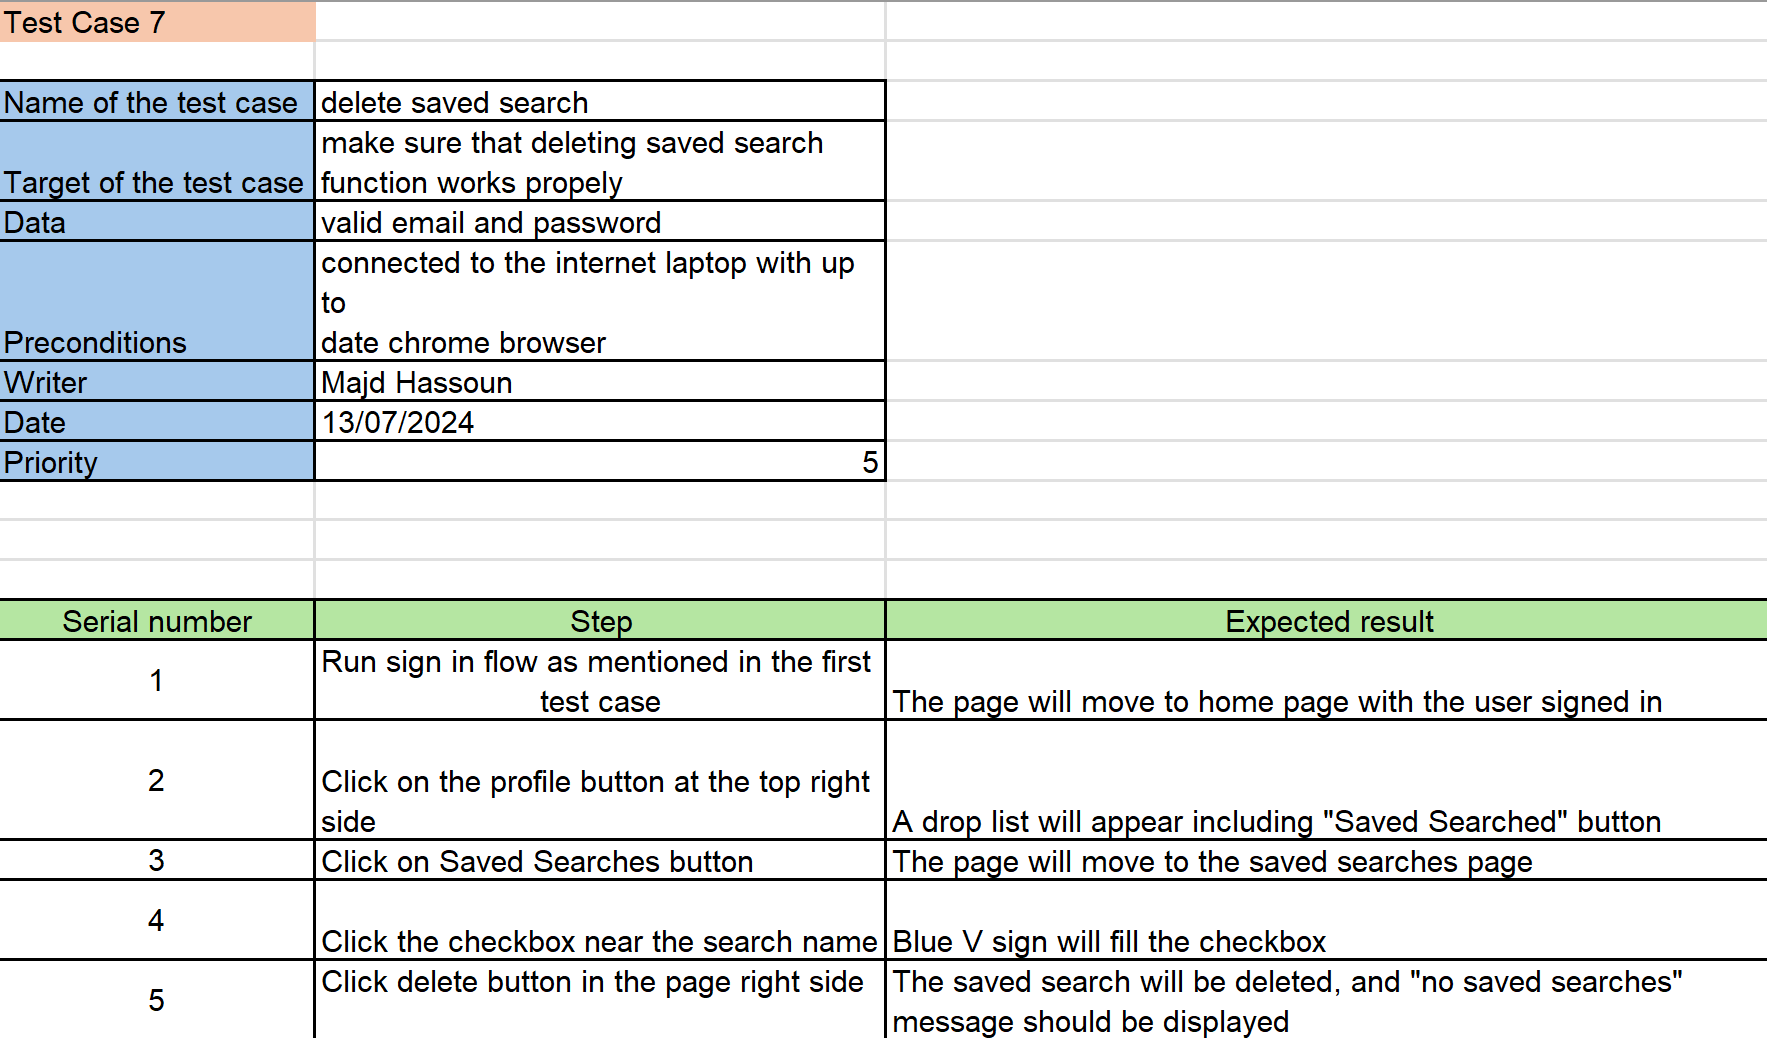 Test Case 7
Name of the test case delete saved search
make sure that deleting saved search
Target of the test case function works propely
Data valid email and password
connected to the internet laptop with up
to
Preconditions date chrome browser
Writer Majd Hassoun
Date 13/07/2024
Priority 5
Serial number Step Expected result
1 Run sign in flow as mentioned in the first
test case The page will move to home page with the user signed in
2 Click on the profile button at the top right
side A drop list will appear including "Saved Searched" button
3 Click on Saved Searches button The page will move to the saved searches page
4 Click the checkbox near the search name Blue V sign will fill the checkbox
5 Click delete button in the page right side The saved search will be deleted, and "no saved searches"
message should be displayed